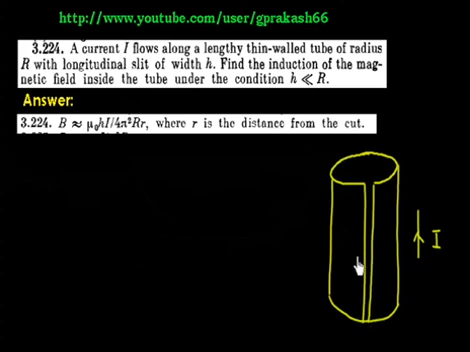 http://www.youtube.com/user/gprakash66
3.224. A current I flows along a lengthy thin-walled tube of radius
R with longitudinal slit of width h. Find the induction of the mag-
netic field inside the tube under the condition h ≪ R.
Answer:
3.224. B ≈ μ₀hI/4π²Rr, where r is the distance from the cut.
I